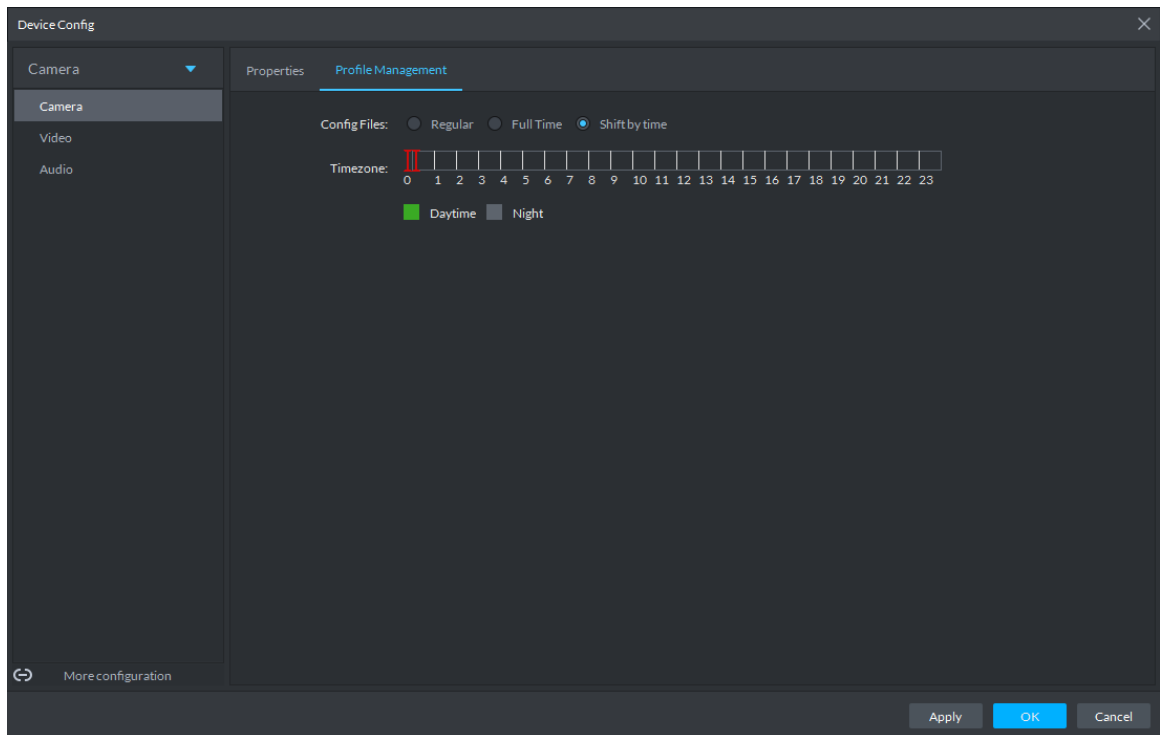 Device Config
Camera
Properties Profile Management
Camera
Video
Audio
Config Files: Regular Full Time Shift by time
Timezone:
0 1 2 3 4 5 6 7 8 9 10 11 12 13 14 15 16 17 18 19 20 21 22 23
Daytime Night
More configuration
Apply OK Cancel